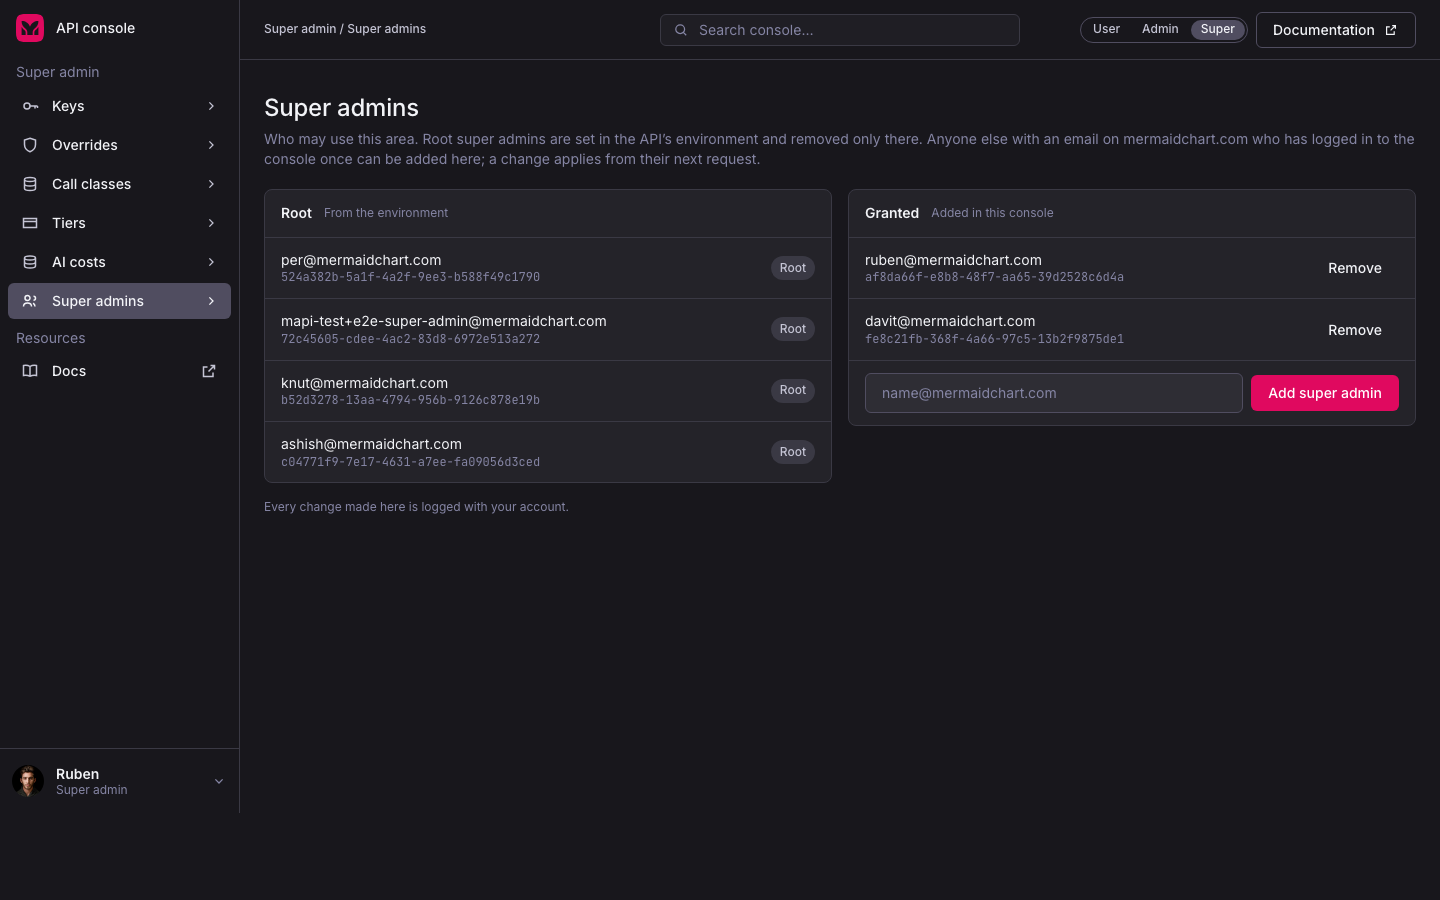 API console
Super admin / Super admins
Search console...
User
Admin
Super
Documentation
Super admin
Keys
Overrides
Call classes
Tiers
AI costs
Super admins
Resources
Docs
Super admins
Who may use this area. Root super admins are set in the API’s environment and removed only there. Anyone else with an email on mermaidchart.com who has logged in to the
console once can be added here; a change applies from their next request.
Root From the environment
per@mermaidchart.com
524a382b-5a1f-4a2f-9ee3-b588f49c1790
Root
mapi-test+e2e-super-admin@mermaidchart.com
72c45605-cdee-4ac2-83d8-6972e513a272
Root
knut@mermaidchart.com
b52d3278-13aa-4794-956b-9126c878e19b
Root
ashish@mermaidchart.com
c04771f9-7e17-4631-a7ee-fa09056d3ced
Root
Granted Added in this console
ruben@mermaidchart.com
af8da66f-e8b8-48f7-aa65-39d2528c6d4a
Remove
davit@mermaidchart.com
fe8c21fb-368f-4a66-97c5-13b2f9875de1
Remove
name@mermaidchart.com
Add super admin
Every change made here is logged with your account.
Ruben
Super admin